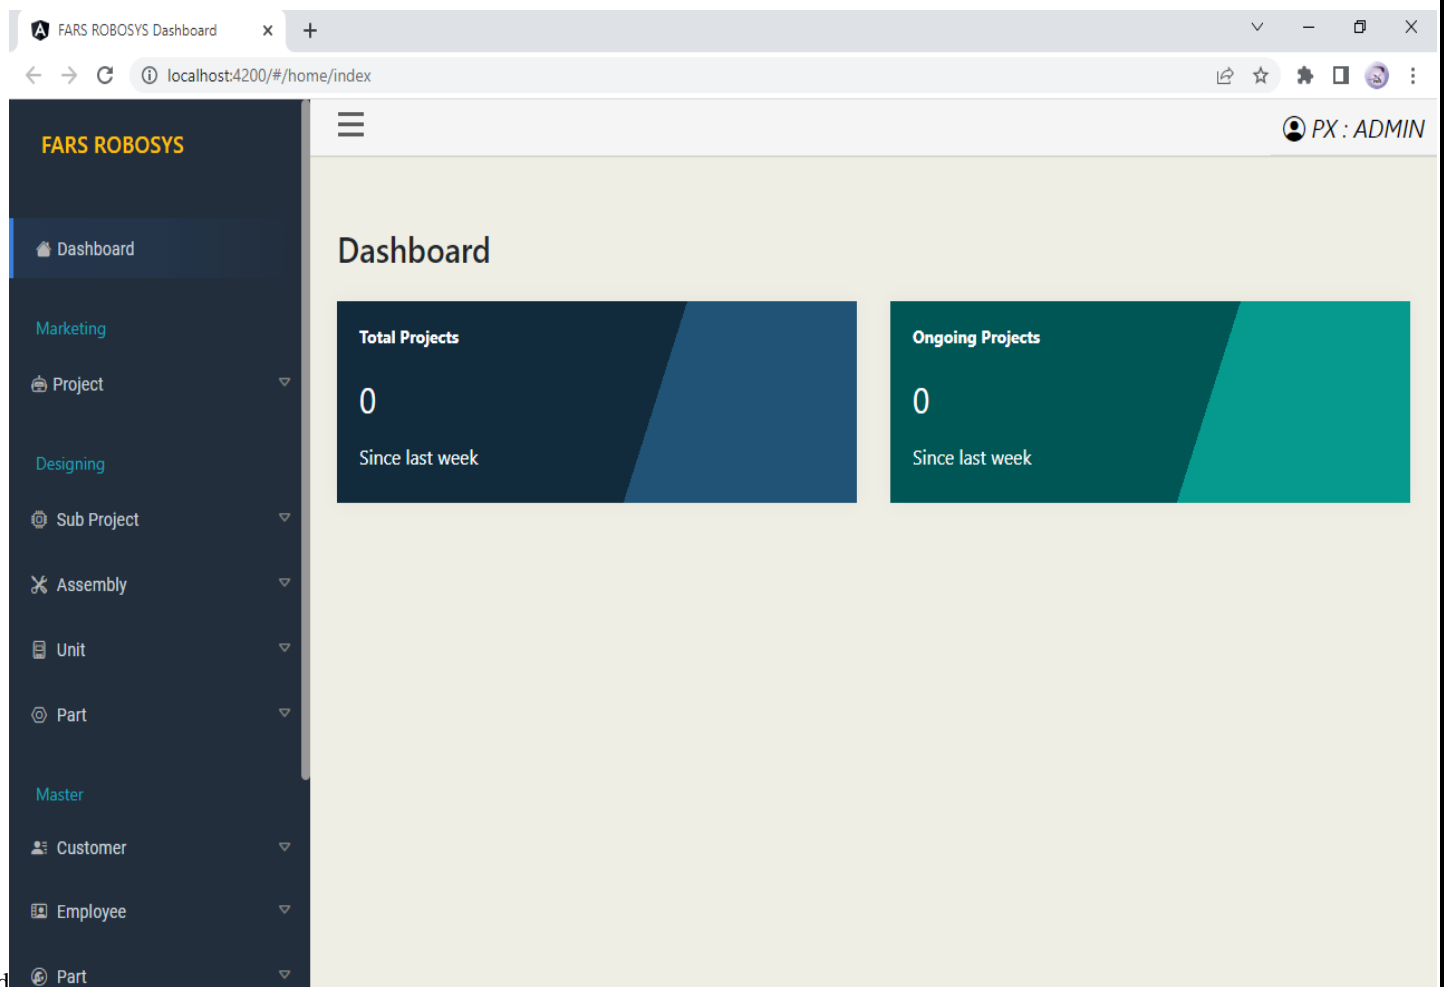 FARS ROBOSYS Dashboard
localhost:4200/#/home/index
FARS ROBOSYS
PX : ADMIN
Dashboard
Marketing
Project
Designing
Sub Project
Assembly
Unit
Part
Master
Customer
Employee
Part
Dashboard
Total Projects
0
Since last week
Ongoing Projects
0
Since last week